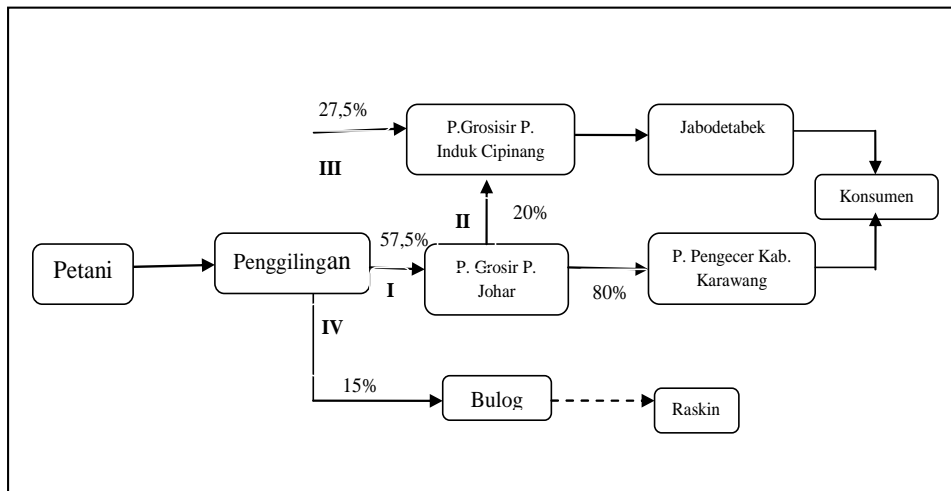 27,5%
P.Grosisir P.
Induk Cipinang
Jabodetabek
III
Konsumen
II
20%
57,5%
Petani
Penggilingan
P. Grosir P.
Johar
P. Pengecer Kab.
Karawang
I
80%
IV
15%
Bulog
Raskin